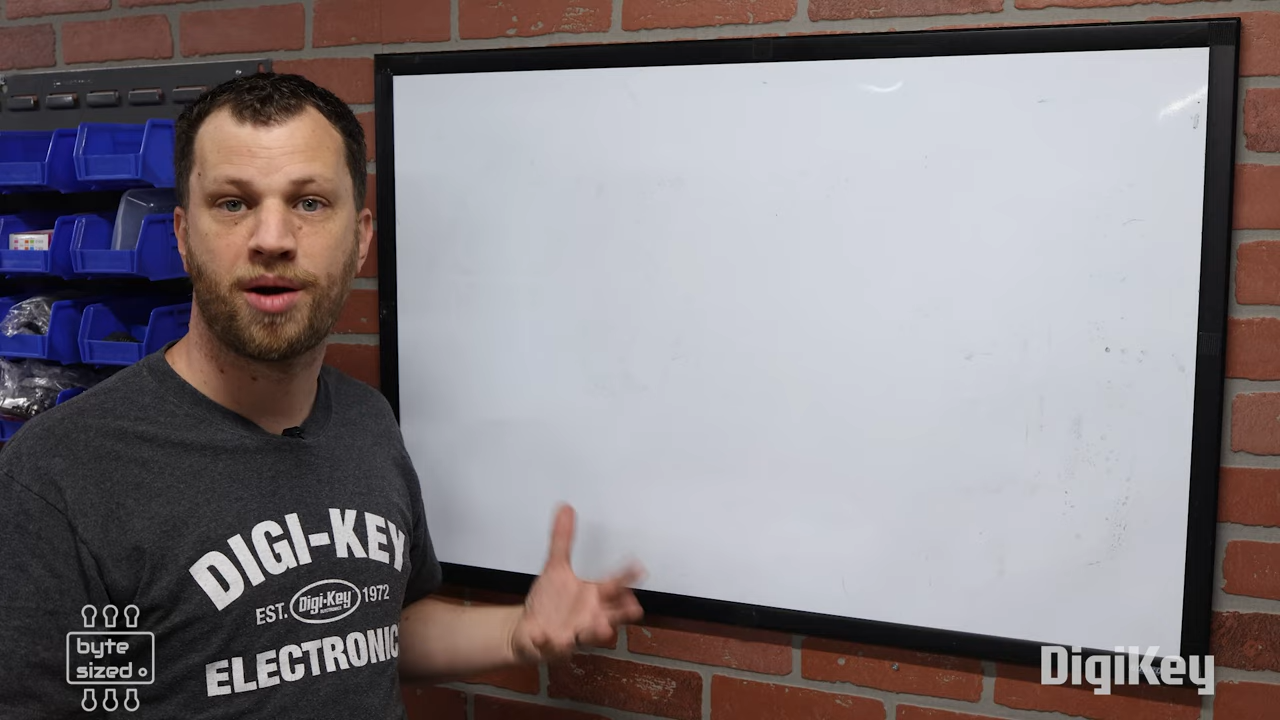 DIGI-KEY
EST. Digi-Key 1972
ELECTRONIC
byte
sized
DigiKey